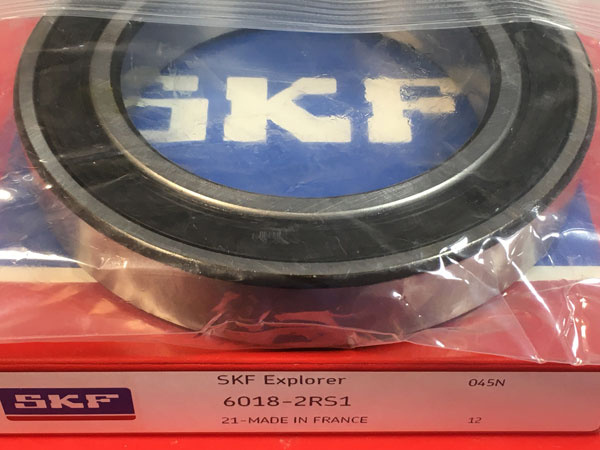 SKF
SKF Explorer 045N
SKF 6018-2RS1
21-MADE IN FRANCE 12